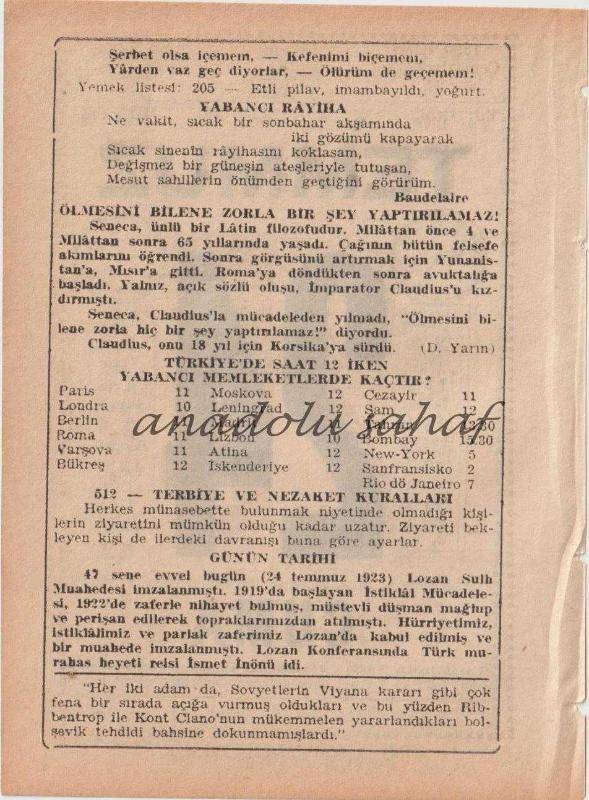 Şerbet olsa içemem, — Kefenimi biçemem,
Yârden vaz geç diyorlar, — Ölürüm de geçemem!
Yemek listesi: 205 — Etli pilav, imambayıldı, yoğurt.
YABANCI RÂYİHA
Ne vakit, sıcak bir sonbahar akşamında
iki gözümü kapayarak
Sıcak sinenin râyihasını koklasam,
Değişmez bir güneşin ateşleriyle tutuşan,
Mesut sahillerin önümden geçtiğini görürüm.
Baudelaire
ÖLMESİNİ BİLENE ZORLA BİR ŞEY YAPTIRILAMAZ!
Seneca, ünlü bir Lâtin filozofudur. Milâttan önce 4 ve
Milâttan sonra 65 yıllarında yaşadı. Çağının bütün felsefe
akımlarını öğrendi. Sonra görgüsünü artırmak için Yunanis-
tan'a, Mısır'a gitti. Roma'ya döndükten sonra avukatlığa
başladı. Yalnız, açık sözlü oluşu, İmparator Claudius'u kız-
dırmıştı.
Seneca, Claudius'la mücadeleden yılmadı, "Ölmesini bi-
lene zorla hiç bir şey yaptırılamaz!" diyordu.
Claudius, onu 18 yıl için Korsika'ya sürdü. (D. Yarın)
TÜRKİYE'DE SAAT 12 İKEN
YABANCI MEMLEKETLERDE KAÇTIR?
Paris 11 Moskova 12 Cezayir 11
Londra 10 Leningrad 12 Şam 12
Berlin
Roma 11 Lizbon 10 Bombay 15,30
Varşova 11 Atina 12 New-York 5
Bükreş 12 İskenderiye 12 Sanfransisko 2
Rio dö Janeiro 7
anadolu sahaf
512 — TERBİYE VE NEZAKET KURALLARI
Herkes münasebette bulunmak niyetinde olmadığı kişi-
lerin ziyaretini mümkün olduğu kadar uzatır. Ziyareti bek-
leyen kişi de ilerdeki davranışı buna göre ayarlar.
GÜNÜN TARİHİ
47 sene evvel bugün (24 temmuz 1923) Lozan Sulh
Muahedesi imzalanmıştı. 1919'da başlayan İstiklâl Mücadele-
si, 1922'de zaferle nihayet bulmuş, müstevli düşman mağlup
ve perişan edilerek topraklarımızdan atılmıştı. Hürriyetimiz,
istiklâlimiz ve parlak zaferimiz Lozan'da kabul edilmiş ve
bir muahede imzalanmıştı. Lozan Konferansında Türk mu-
rahas heyeti reisi İsmet İnönü idi.
"Her iki adam da, Sovyetlerin Viyana kararı gibi çok
fena bir sırada açığa vurmuş oldukları ve bu yüzden Rib-
bentrop ile Kont Ciano'nun mükemmelen yararlandıkları bol-
şevik tehdidi bahsine dokunmamışlardı."